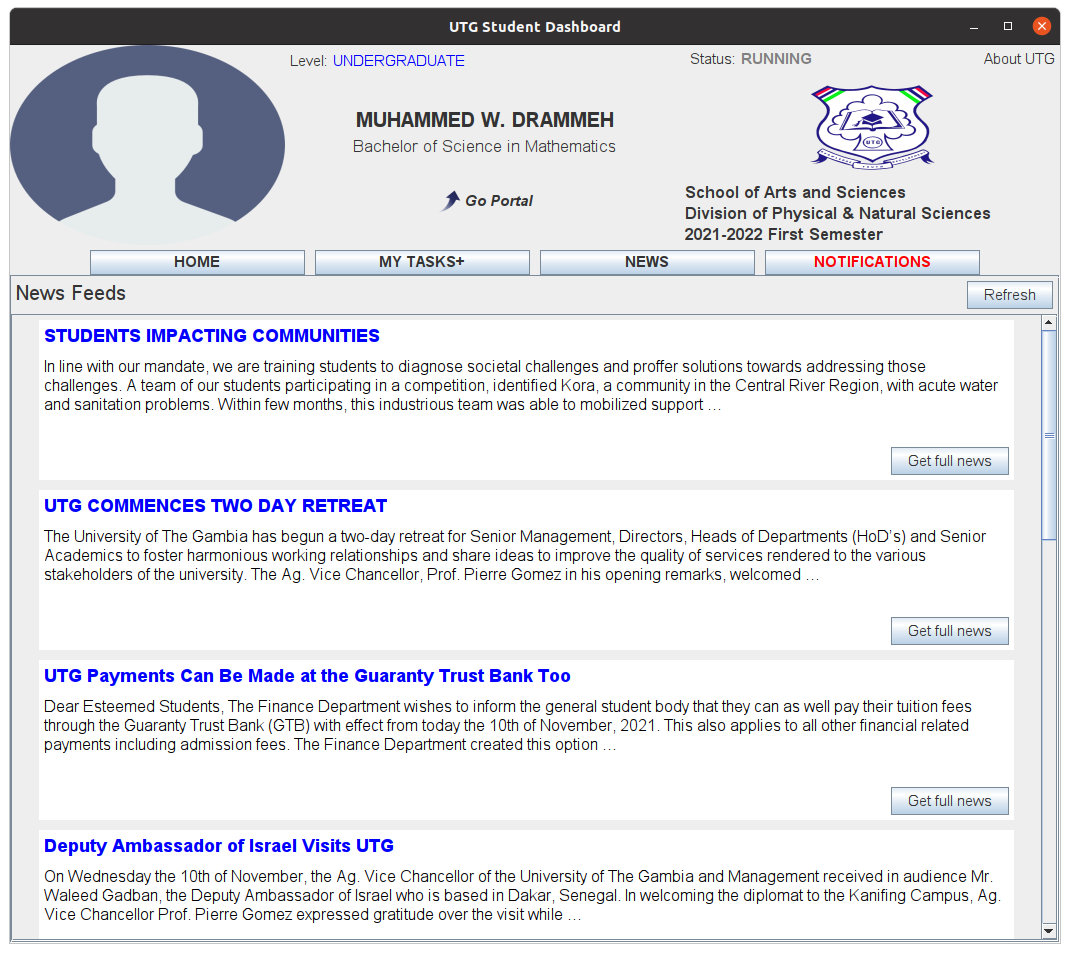 UTG Student Dashboard
Level: UNDERGRADUATE
Status: RUNNING
About UTG
MUHAMMED W. DRAMMEH
Bachelor of Science in Mathematics
Go Portal
UTG
School of Arts and Sciences
Division of Physical & Natural Sciences
2021-2022 First Semester
HOME
MY TASKS+
NEWS
NOTIFICATIONS
News Feeds
Refresh
STUDENTS IMPACTING COMMUNITIES
In line with our mandate, we are training students to diagnose societal challenges and proffer solutions towards addressing those
challenges. A team of our students participating in a competition, identified Kora, a community in the Central River Region, with acute water
and sanitation problems. Within few months, this industrious team was able to mobilized support …
Get full news
UTG COMMENCES TWO DAY RETREAT
The University of The Gambia has begun a two-day retreat for Senior Management, Directors, Heads of Departments (HoD's) and Senior
Academics to foster harmonious working relationships and share ideas to improve the quality of services rendered to the various
stakeholders of the university. The Ag. Vice Chancellor, Prof. Pierre Gomez in his opening remarks, welcomed …
Get full news
UTG Payments Can Be Made at the Guaranty Trust Bank Too
Dear Esteemed Students, The Finance Department wishes to inform the general student body that they can as well pay their tuition fees
through the Guaranty Trust Bank (GTB) with effect from today the 10th of November, 2021. This also applies to all other financial related
payments including admission fees. The Finance Department created this option …
Get full news
Deputy Ambassador of Israel Visits UTG
On Wednesday the 10th of November, the Ag. Vice Chancellor of the University of The Gambia and Management received in audience Mr.
Waleed Gadban, the Deputy Ambassador of Israel who is based in Dakar, Senegal. In welcoming the diplomat to the Kanifing Campus, Ag.
Vice Chancellor Prof. Pierre Gomez expressed gratitude over the visit while …